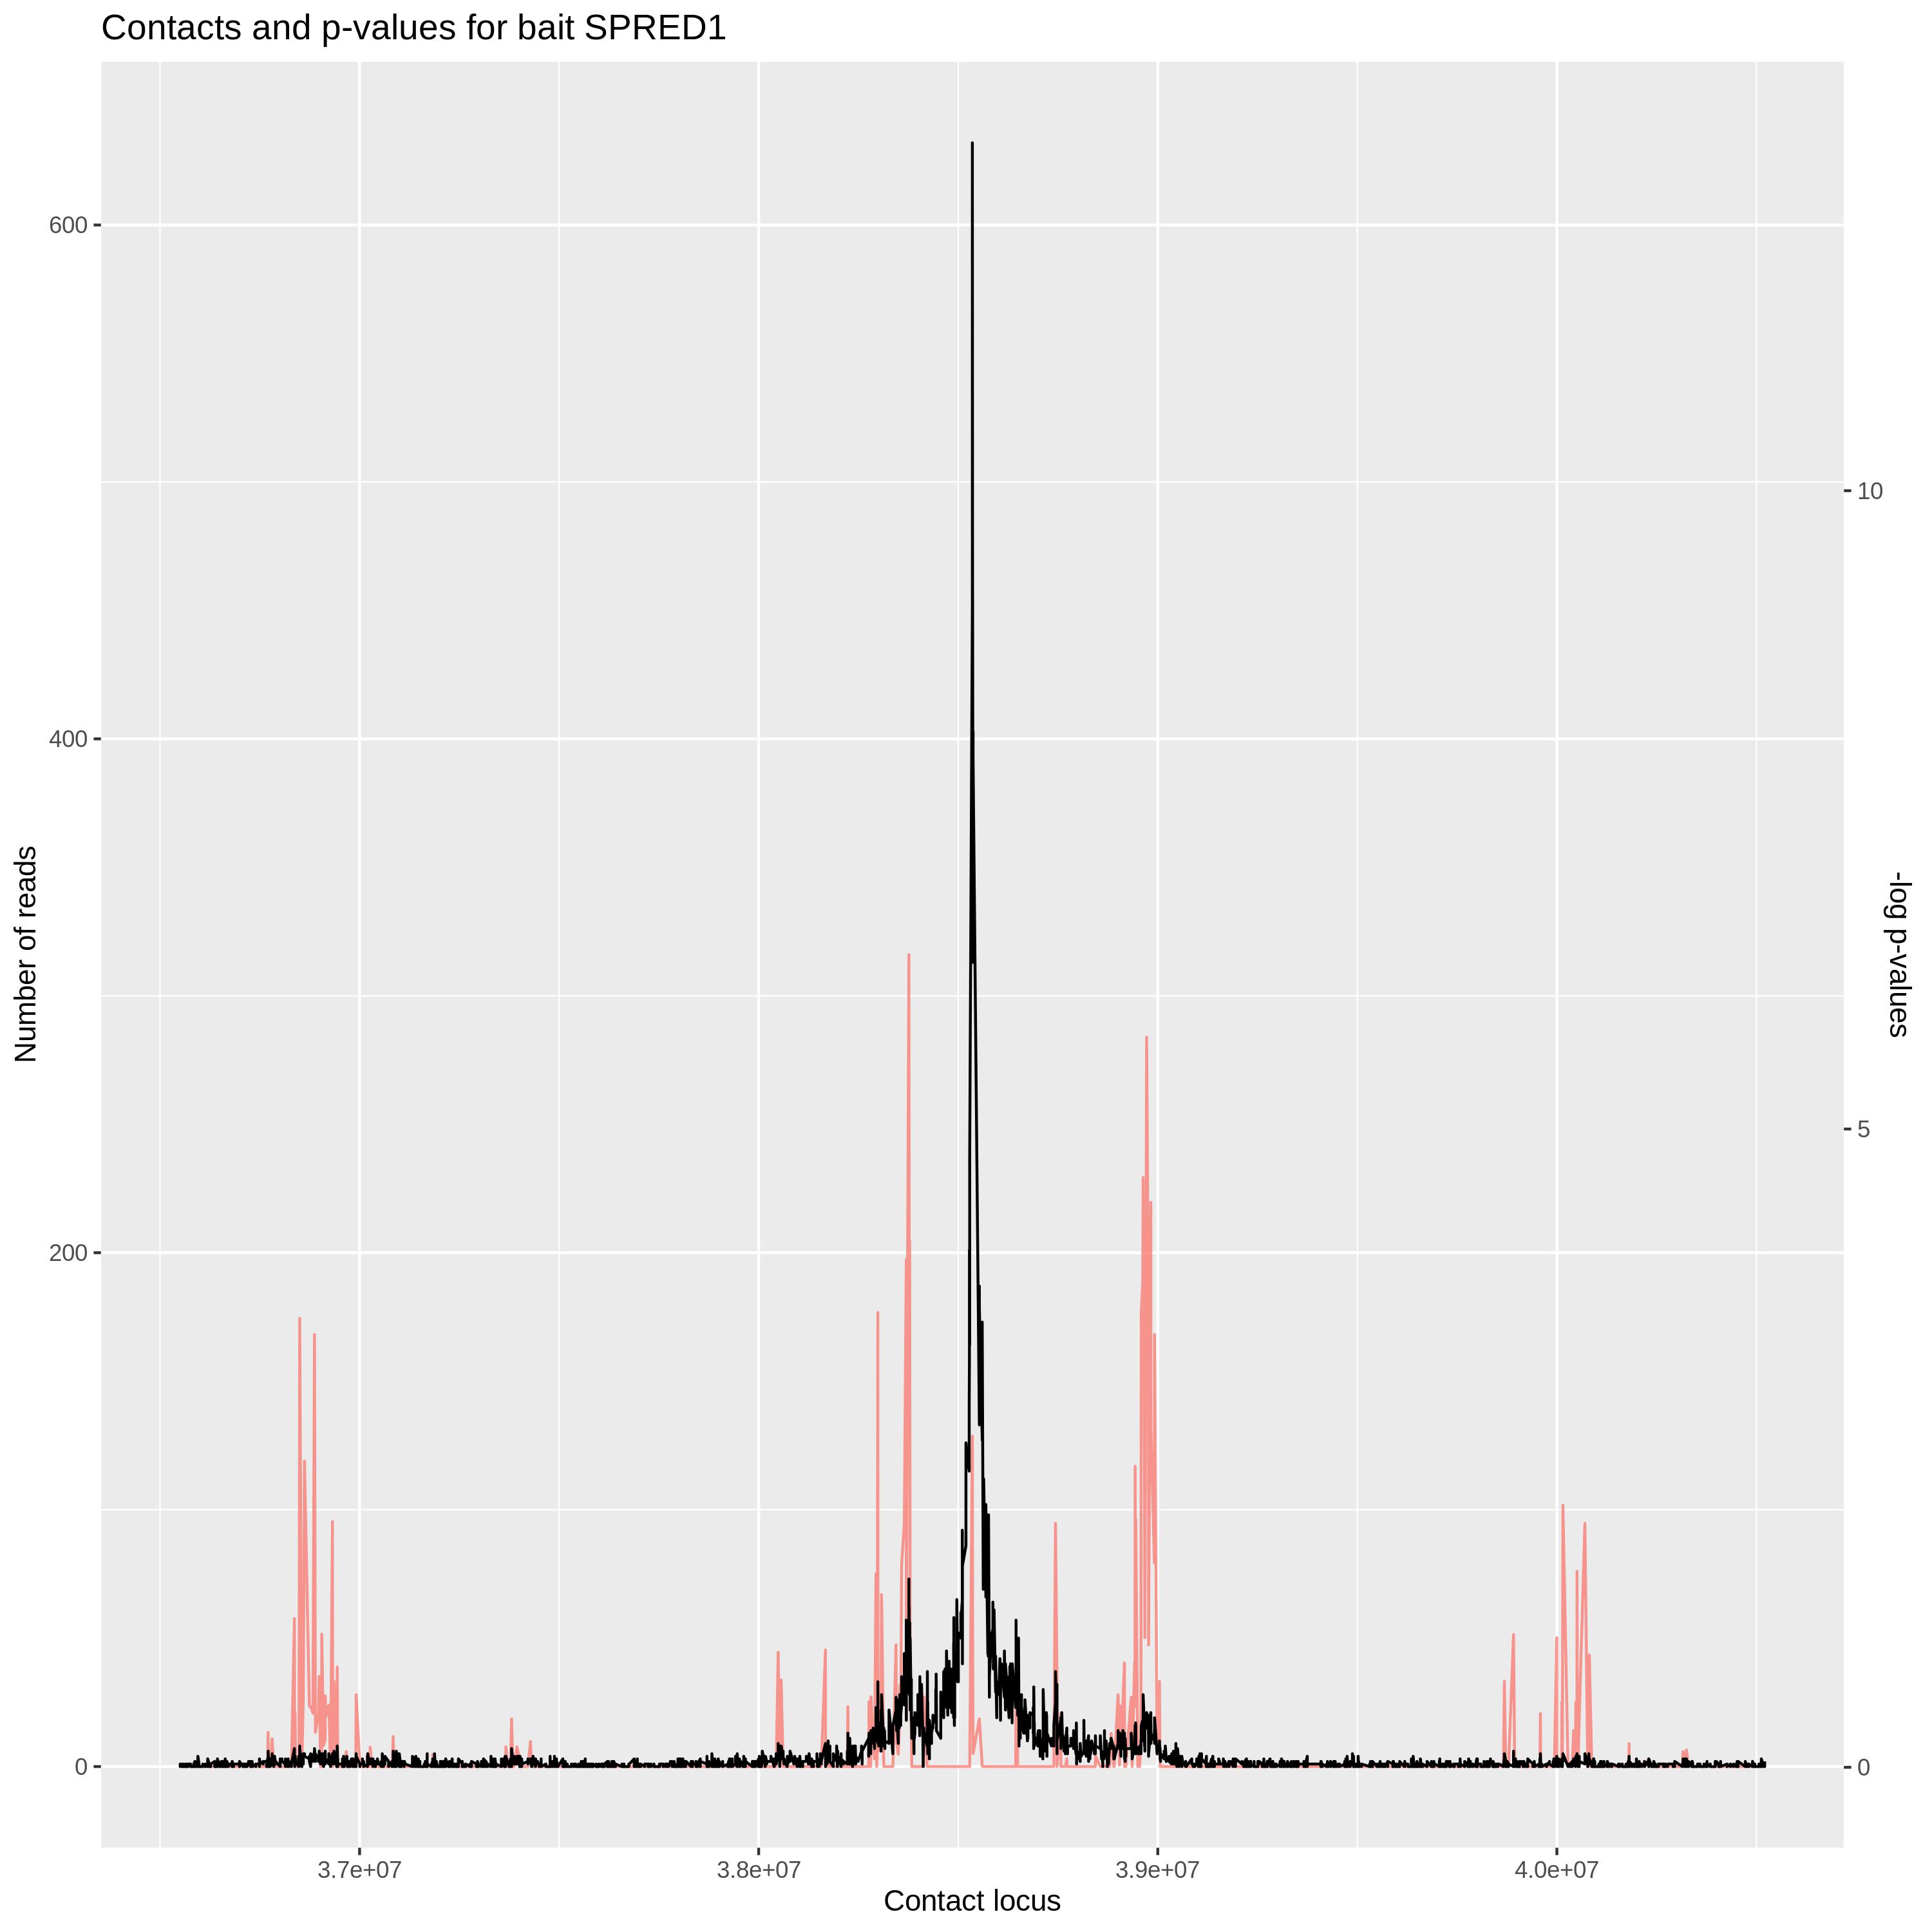 Contacts and p-values for bait SPRED1
600
400
200
0
Number of reads
10
5
0
-log p-values
3.7e+07
3.8e+07
3.9e+07
4.0e+07
Contact locus